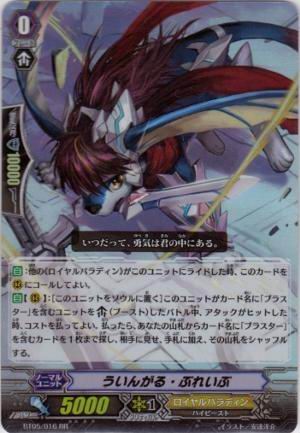 0
10000
いつだって、勇気は君の中にある。
:他の《ロイヤルパラディン》がこのユニットにライドした時、このカードを
にコールしてよい。
:【[このユニットをソウルに置く]このユニットがカード名に「ブラス
ター」を含むユニットを(ブースト)したバトル中、アタックがヒットした
時、コストを払ってよい。払ったら、あなたの山札からカード名に「ブラスター」
を含むカードを1枚まで探し、相手に見せ、手札に加え、その山札をシャッフル
する。
ノーマル
ユニット
ういんがる・ぶれいぶ
5000
1
ロイヤルパラディン
ハイビースト
BT05/016 RR
イラスト/安達洋介